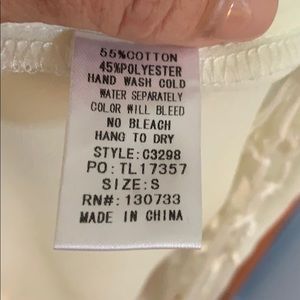 55%COTTON
45%POLYESTER
HAND WASH COLD
WATER SEPARATELY
COLOR WILL BLEED
NO BLEACH
HANG TO DRY
STYLE:C3298
PO:TL17357
SIZE:S
RN#:130733
MADE IN CHINA